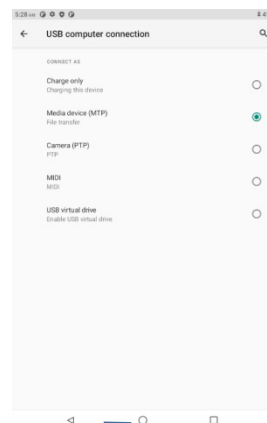 5:28
USB computer connection
CONNECT AS
Charge only
Charging this device
Media device (MTP)
File transfer
Camera (PTP)
PTP
MIDI
MIDI
USB virtual drive
Enable USB virtual drive